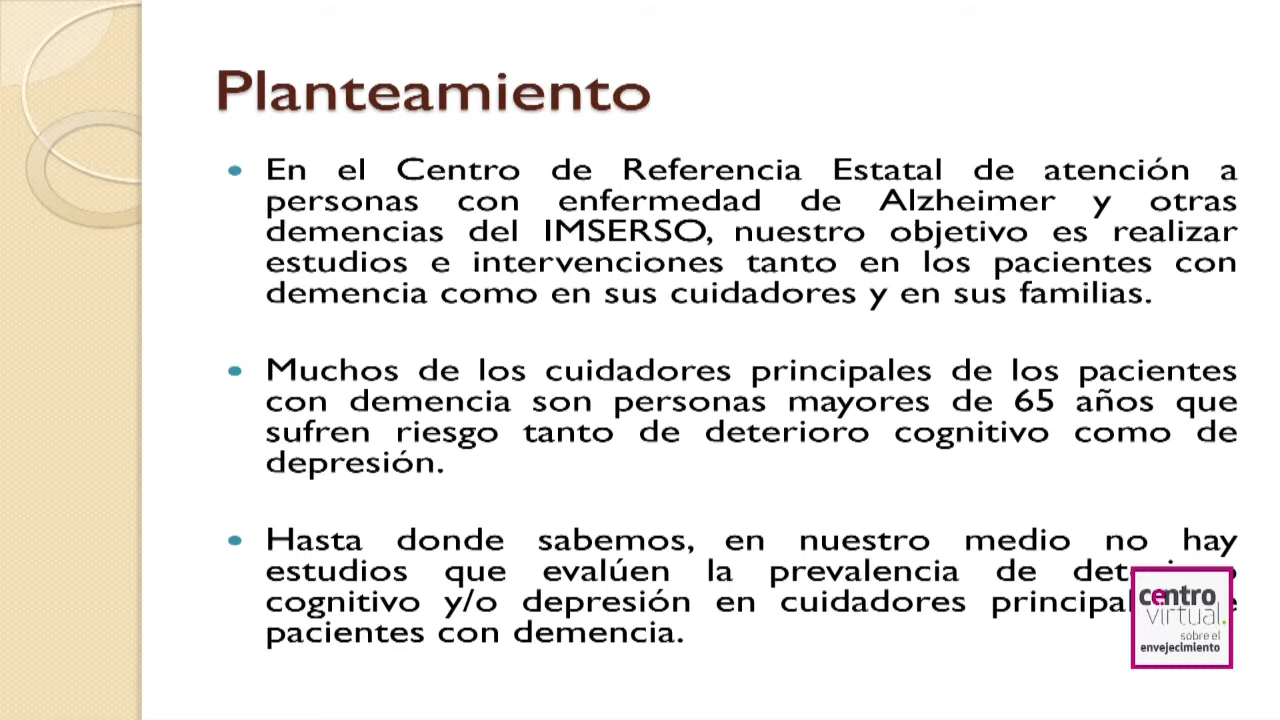 Planteamiento
• En el Centro de Referencia Estatal de atención a
personas con enfermedad de Alzheimer y otras
demencias del IMSERSO, nuestro objetivo es realizar
estudios e intervenciones tanto en los pacientes con
demencia como en sus cuidadores y en sus familias.
• Muchos de los cuidadores principales de los pacientes
con demencia son personas mayores de 65 años que
sufren riesgo tanto de deterioro cognitivo como de
depresión.
• Hasta donde sabemos, en nuestro medio no hay
estudios que evalúen la prevalencia de
cognitivo y/o depresión en cuidadores
pacientes con demencia.
centro
virtual.
sobre el
envejecimiento